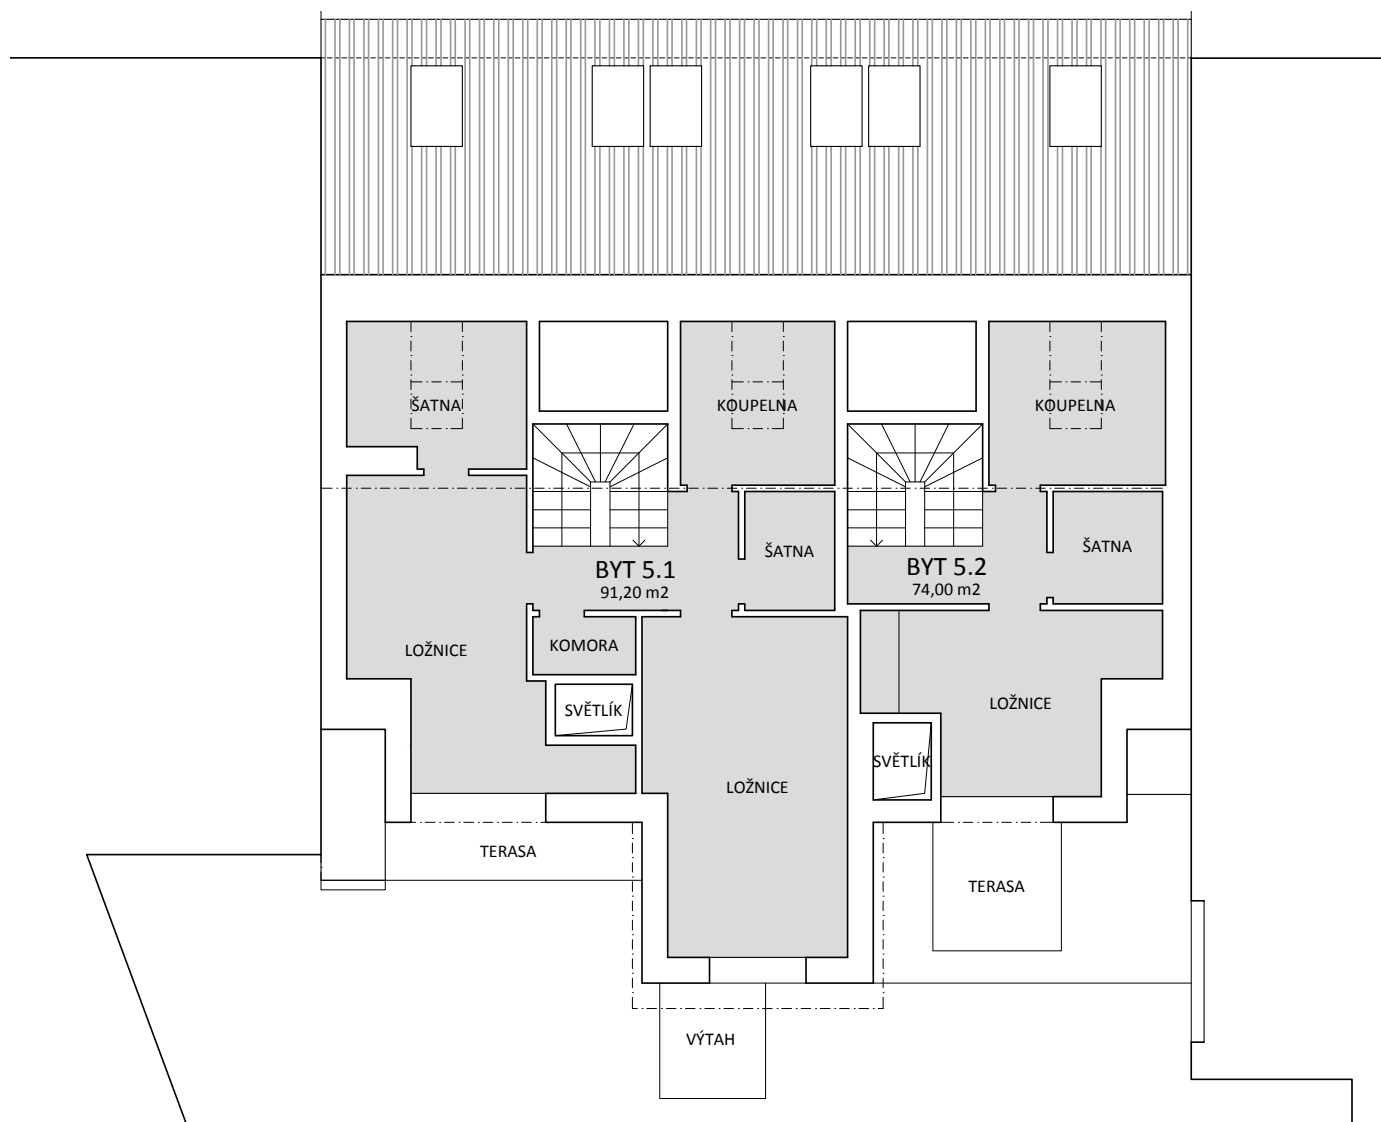 ŠATNA
KOUPELNA
KOUPELNA
ŠATNA
ŠATNA
BYT 5.1
91,20 m2
BYT 5.2
74,00 m2
LOŽNICE
KOMORA
SVĚTLÍK
LOŽNICE
SVĚTLÍK
LOŽNICE
TERASA
TERASA
VÝTAH